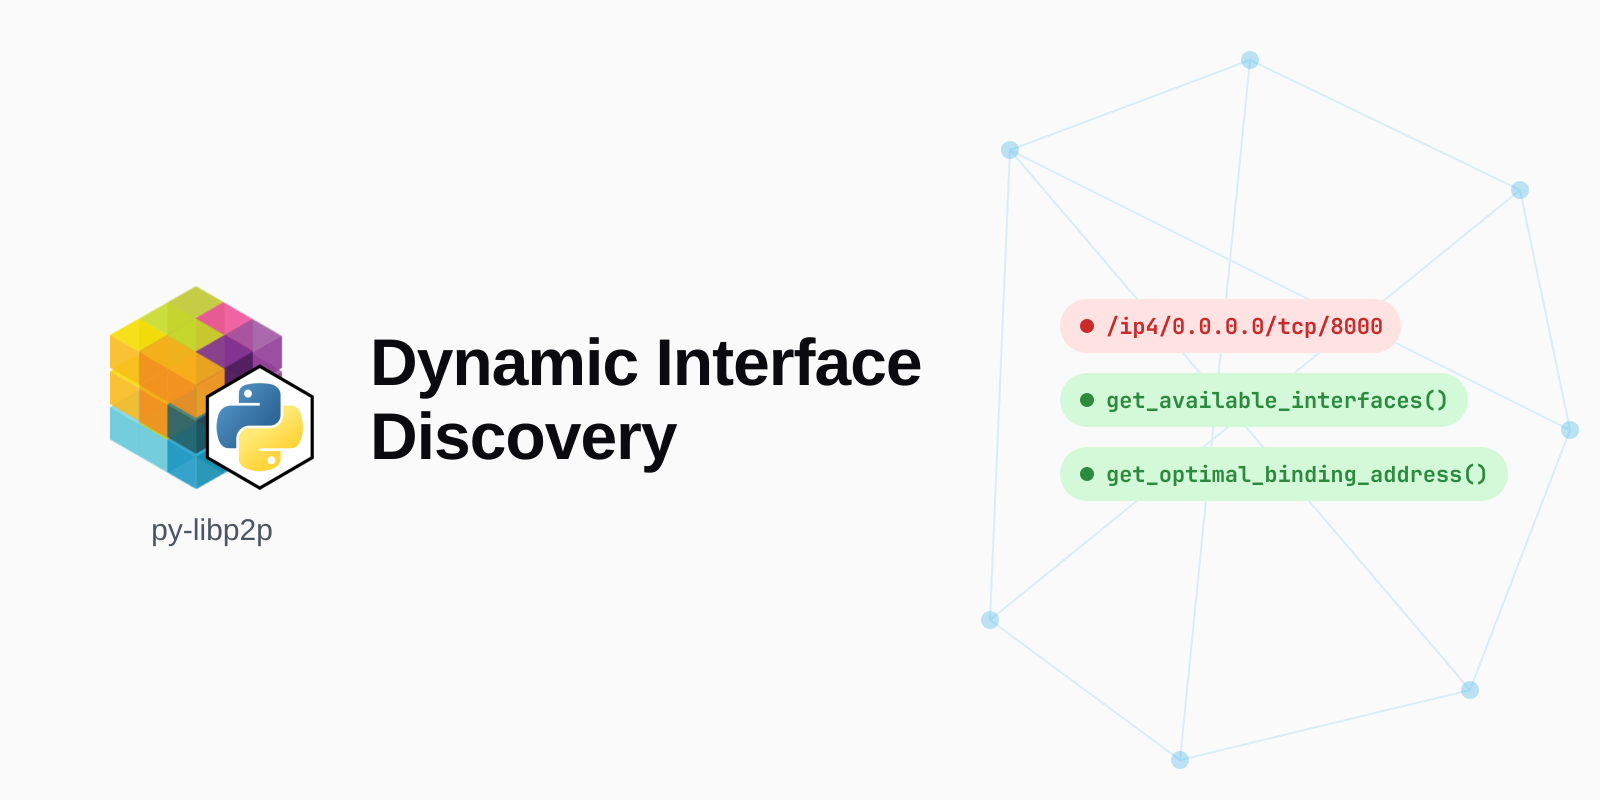 py-libp2p
Dynamic Interface
Discovery
/ip4/0.0.0.0/tcp/8000
get_available_interfaces()
get_optimal_binding_address()